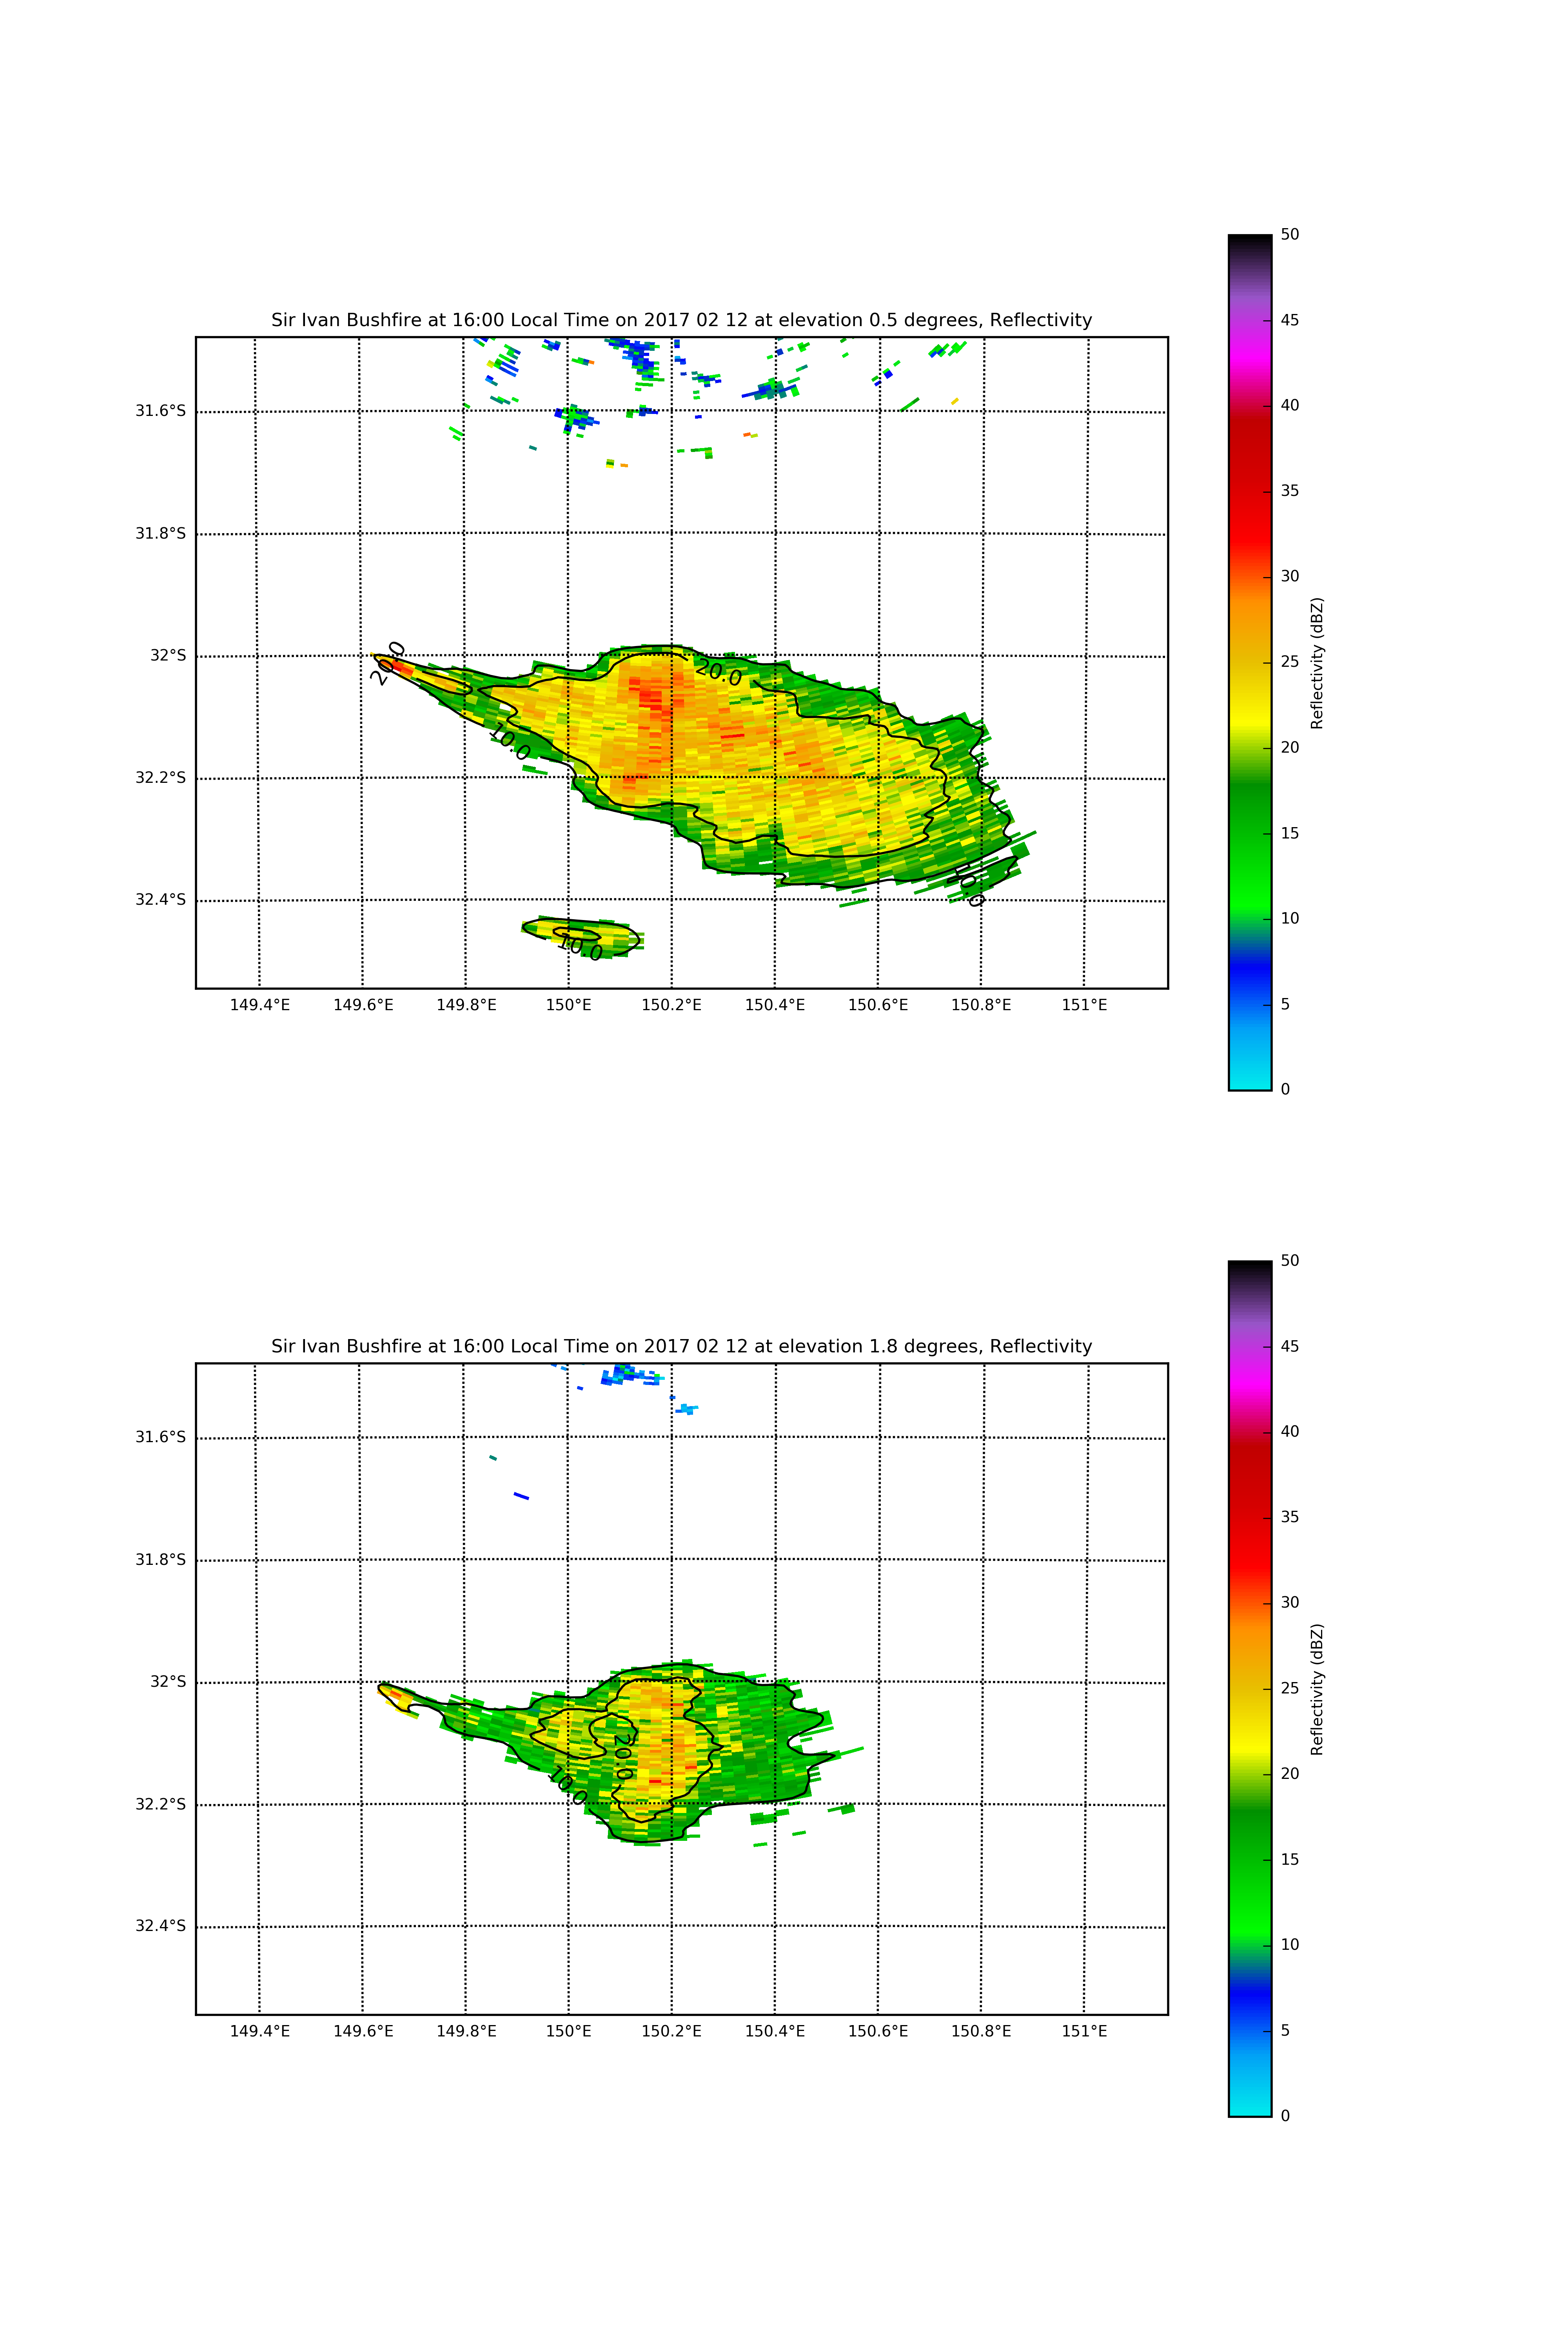 Sir Ivan Bushfire at 16:00 Local Time on 2017 02 12 at elevation 0.5 degrees, Reflectivity
50
45
40
35
30
25
20
15
10
5
0
Reflectivity (dBZ)
31.6°S
31.8°S
32°S
32.2°S
32.4°S
20.0
20.0
10.0
10.0
149.4°E 149.6°E 149.8°E 150°E 150.2°E 150.4°E 150.6°E 150.8°E 151°E
Sir Ivan Bushfire at 16:00 Local Time on 2017 02 12 at elevation 1.8 degrees, Reflectivity
50
45
40
35
30
25
20
15
10
5
0
Reflectivity (dBZ)
31.6°S
31.8°S
32°S
32.2°S
32.4°S
20.0
10.0
149.4°E 149.6°E 149.8°E 150°E 150.2°E 150.4°E 150.6°E 150.8°E 151°E